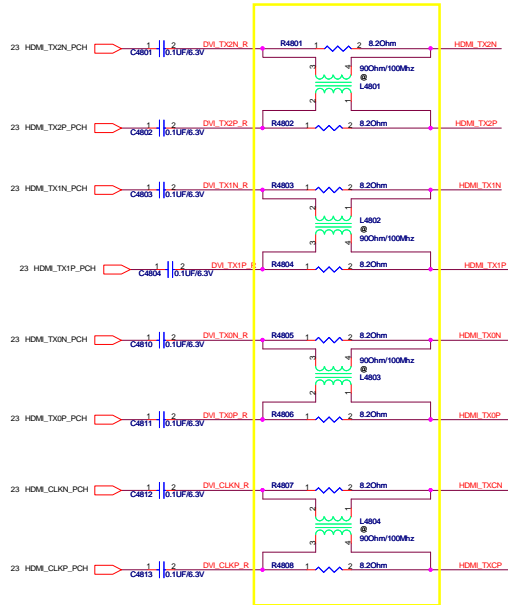 23 HDMI_TX2N_PCH 1 2 DVI_TX2N_R R4801 1 2 8.2Ohm HDMI_TX2N
C4801 0.1UF/6.3V
3 4 90Ohm/100Mhz
@
2 1 L4801
23 HDMI_TX2P_PCH 1 2 DVI_TX2P_R R4802 1 2 8.2Ohm HDMI_TX2P
C4802 0.1UF/6.3V
23 HDMI_TX1N_PCH 1 2 DVI_TX1N_R R4803 1 2 8.2Ohm HDMI_TX1N
C4803 0.1UF/6.3V
2 1 L4802
@
3 4 90Ohm/100Mhz
23 HDMI_TX1P_PCH 1 2 DVI_TX1P_R R4804 1 2 8.2Ohm HDMI_TX1P
C4804 0.1UF/6.3V
23 HDMI_TX0N_PCH 1 2 DVI_TX0N_R R4805 1 2 8.2Ohm HDMI_TX0N
C4810 0.1UF/6.3V
3 4 90Ohm/100Mhz
@
2 1 L4803
23 HDMI_TX0P_PCH 1 2 DVI_TX0P_R R4806 1 2 8.2Ohm HDMI_TX0P
C4811 0.1UF/6.3V
23 HDMI_CLKN_PCH 1 2 DVI_CLKN_R R4807 1 2 8.2Ohm HDMI_TXCN
C4812 0.1UF/6.3V
2 1 L4804
@
3 4 90Ohm/100Mhz
23 HDMI_CLKP_PCH 1 2 DVI_CLKP_R R4808 1 2 8.2Ohm HDMI_TXCP
C4813 0.1UF/6.3V